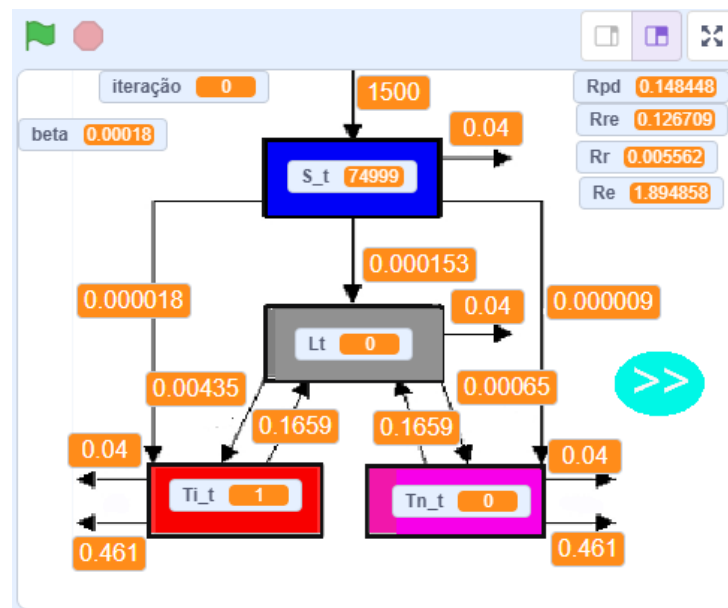 iteração 0
1500
Rpd 0.148448
Rre 0.126709
beta 0.00018
0.04
Rr 0.005562
S_t 74999
Re 1.894858
0.000153
0.000018
0.04
0.000009
Lt 0
0.00435
0.00065
>>
0.1659
0.1659
0.04
0.04
Ti_t 1
Tn_t 0
0.461
0.461